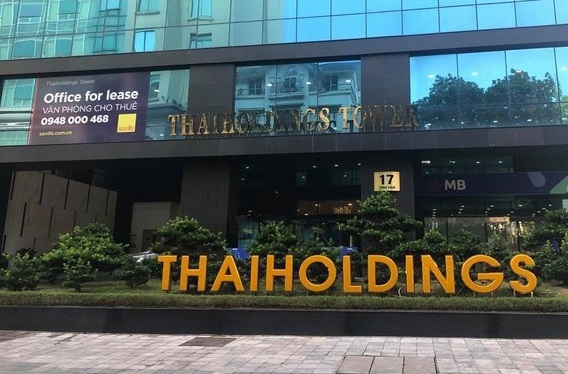 Thaiholdings Tower
Office for lease
VĂN PHÒNG CHO THUÊ
0948 000 468
savills.com.vn
savills
THAIHOLDINGS TOWER
17
MB
THAIHOLDINGS